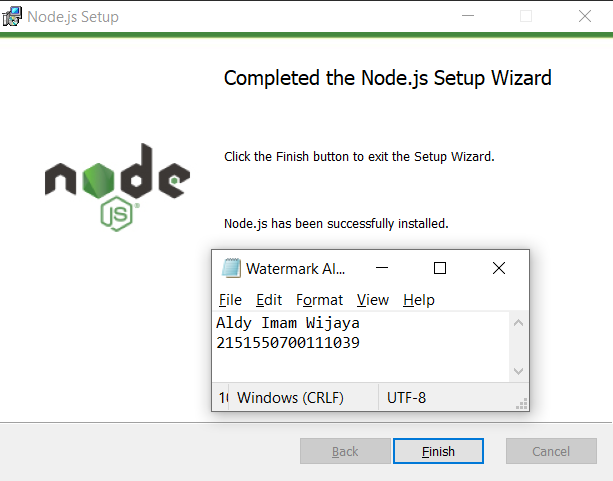 Node.js Setup
Completed the Node.js Setup Wizard
node
JS
Click the Finish button to exit the Setup Wizard.
Node.js has been successfully installed.
Watermark Al...
File Edit Format View Help
Aldy Imam Wijaya
2151550700111039
Windows (CRLF) UTF-8
Back Finish Cancel